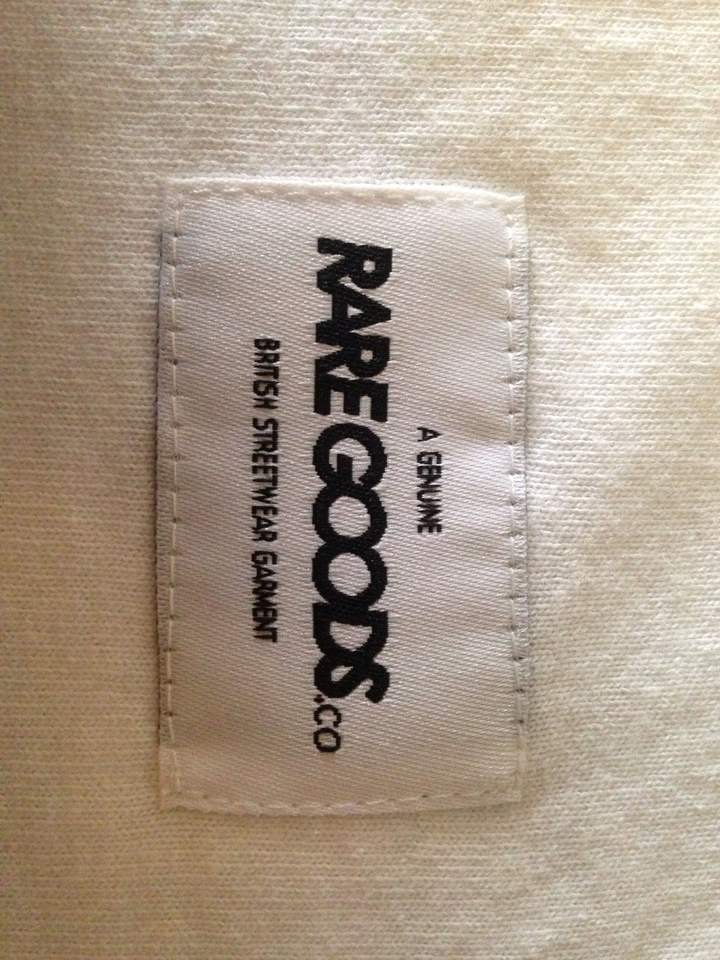 A GENUINE
RARE GOODS.CO
BRITISH STREETWEAR GARMENT